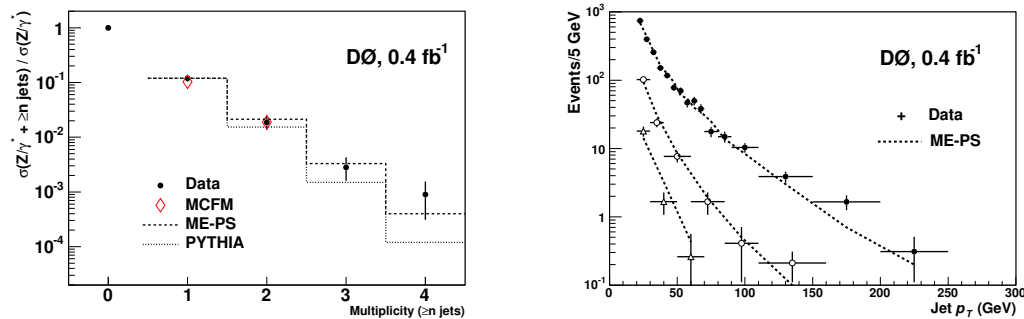 σ(Z/γ* + ≥n jets) / σ(Z/γ*)
1
10⁻¹
10⁻²
10⁻³
10⁻⁴
DØ, 0.4 fb⁻¹
Data
MCFM
ME-PS
PYTHIA
0 1 2 3 4
Multiplicity (≥n jets)
Events/5 GeV
10³
10²
10
1
10⁻¹
DØ, 0.4 fb⁻¹
Data
ME-PS
0 50 100 150 200 250 300
Jet p_T (GeV)